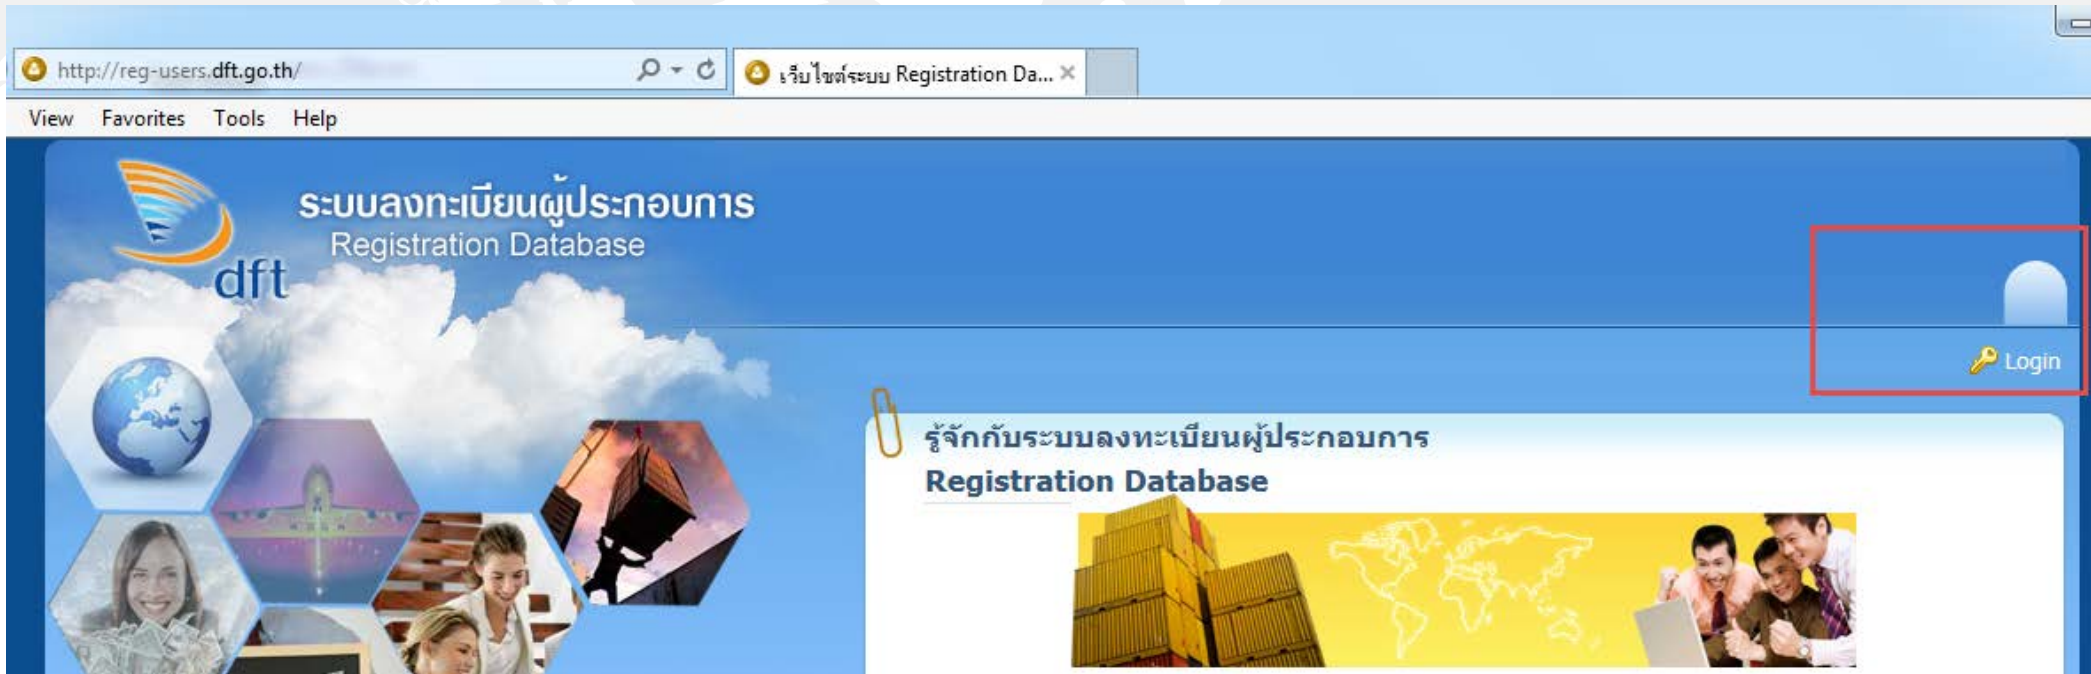 http://reg-users.dft.go.th/
เว็บไซต์ระบบ Registration Da...
View Favorites Tools Help
ระบบลงทะเบียนผู้ประกอบการ
Registration Database
dft
Login
รู้จักกับระบบลงทะเบียนผู้ประกอบการ
Registration Database